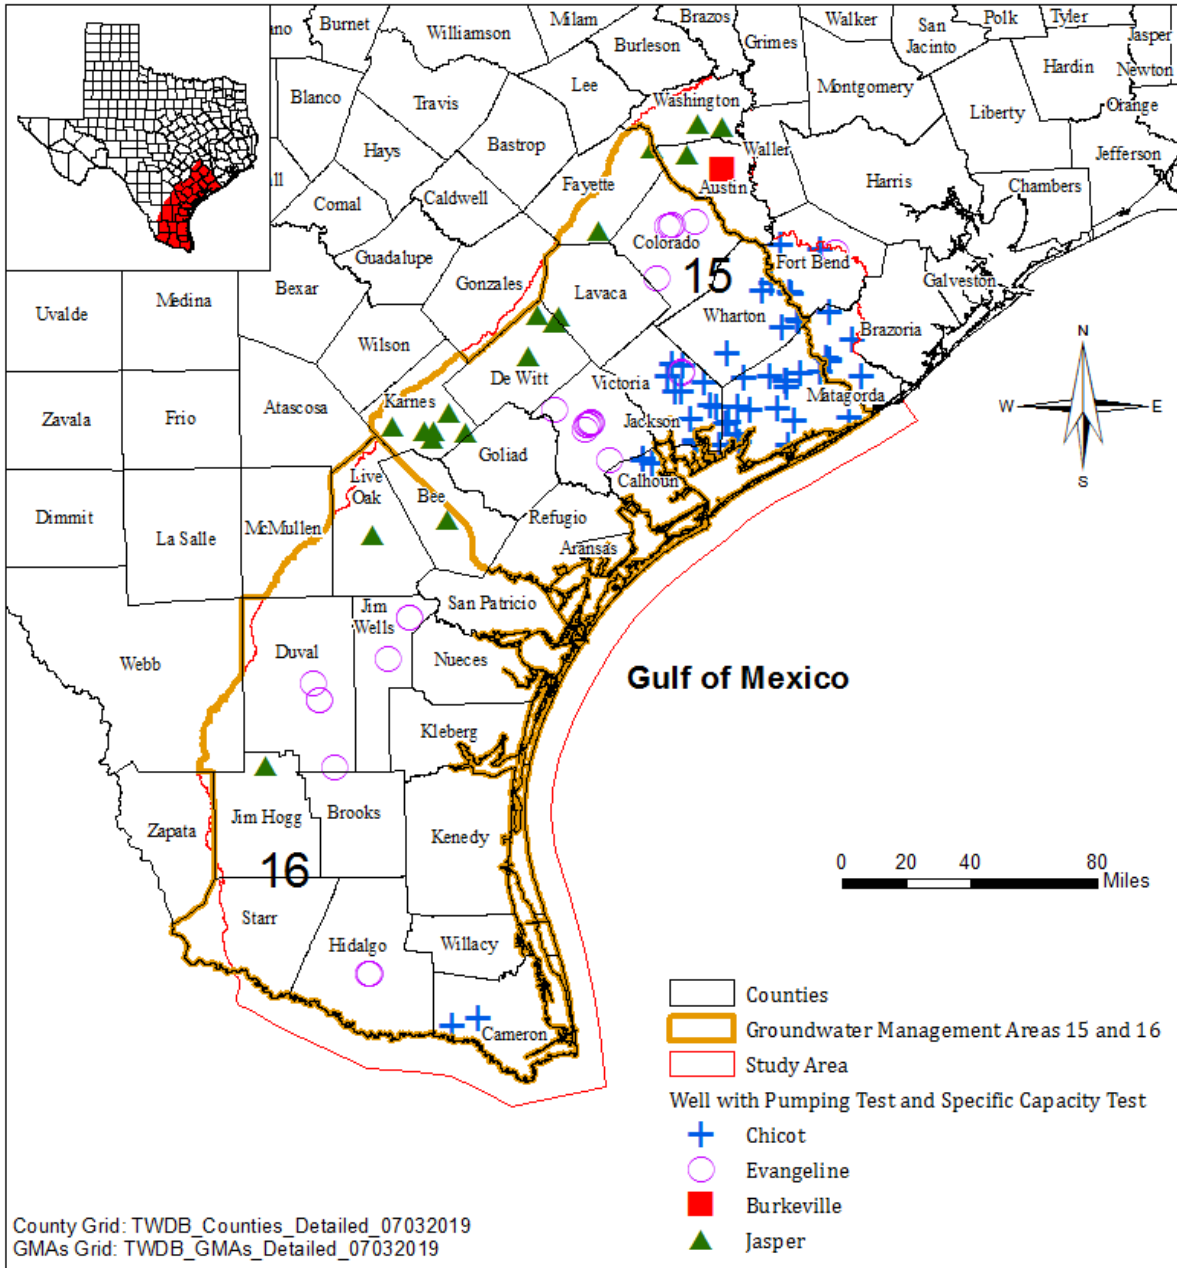 Burnet
Williamson
Milam
Brazos
Walker
San
Jacinto
Polk
Tyler
Jasper
Burleson
Grimes
Hardin
Newton
Blanco
Travis
Lee
Washington
Montgomery
Liberty
Orange
Hays
Bastrop
Waller
Jefferson
Comal
Caldwell
Fayette
Austin
Harris
Chambers
Guadalupe
Colorado
Fort Bend
Medina
Bexar
Gonzales
15
Galveston
Uvalde
Lavaca
Wharton
Brazoria
Wilson
N
Zavala
Frio
Atascosa
De Witt
Victoria
Matagorda
Karnes
W
E
Jackson
Goliad
Live
Oak
Calhoun
S
Dimmit
La Salle
McMullen
Bee
Refugio
Aransas
Jim
Wells
San Patricio
Webb
Duval
Nueces
Gulf of Mexico
Kleberg
Zapata
Jim Hogg
Brooks
Kenedy
16
0 20 40 80
Miles
Starr
Hidalgo
Willacy
Cameron
Counties
Groundwater Management Areas 15 and 16
Study Area
Well with Pumping Test and Specific Capacity Test
Chicot
Evangeline
Burkeville
Jasper
County Grid: TWDB_Counties_Detailed_07032019
GMAs Grid: TWDB_GMAs_Detailed_07032019